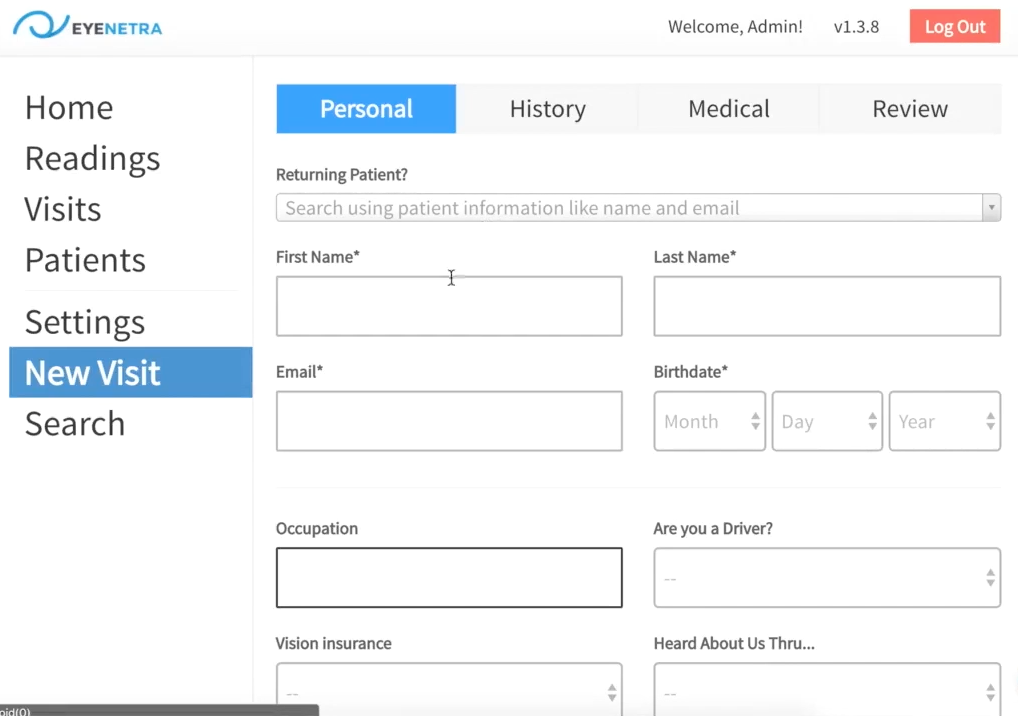 EYENETRA
Welcome, Admin! v1.3.8 Log Out
Home
Readings
Visits
Patients
Settings
New Visit
Search
Personal History Medical Review
Returning Patient?
Search using patient information like name and email
First Name* Last Name*
Email* Birthdate*
Month Day Year
Occupation Are you a Driver?
--
Vision insurance Heard About Us Thru...
-- --
oid(0)